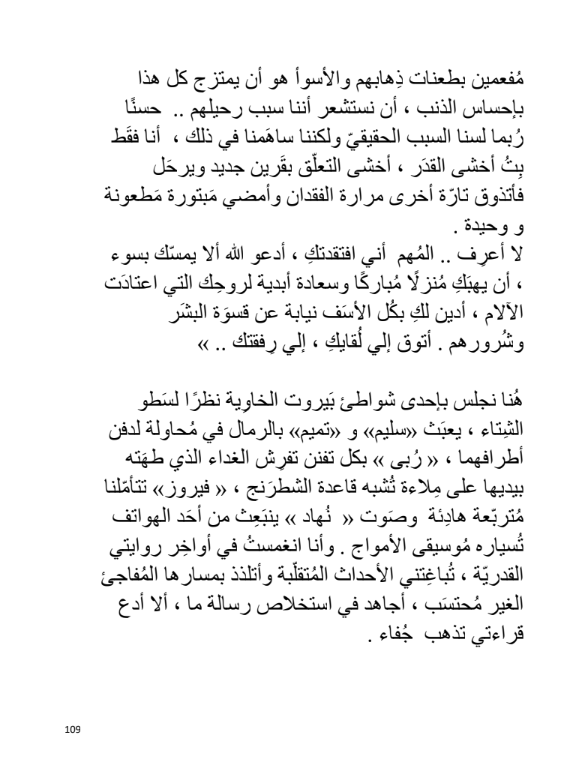 مُفعمين بطعنات ذِهابهم والأسوأ هو أن يمتزج كل هذا
بإحساس الذنب ، أن نستشعر أننا سبب رحيلهم .. حسنًا
رُبما لسنا السبب الحقيقيّ ولكننا ساهَمنا في ذلك ، أنا فقَط
بِتُ أخشى القدَر ، أخشى التعلّق بقَرين جديد ويرحَل
فأتذوق تارّة أخرى مرارة الفقدان وأمضي مَبتورة مَطعونة
و وحيدة .
لا أعرِف .. المُهم أني افتقدتكِ ، أدعو الله ألا يمسّك بسوء
، أن يهبَكِ مُنزلًا مُباركًا وسعادة أبدية لروحِك التي اعتادَت
الآلام ، أدين لكِ بكُل الأسَف نيابة عن قسوَة البشَر
وشُرورهم . أتوق إلي لُقايكِ ، إلي رِفقتك .. »
هُنا نجلس بإحدى شواطئ بَيروت الخاوِية نظرًا لسَطو
الشِتاء ، يعبَث «سليم» و «تميم» بالرمال في مُحاولة لدفن
أطرافهما ، « رُبى » بكل تفنن تفرِش الغداء الذي طهَته
بيديها على مِلاءة تُشبه قاعدة الشطرَنج ، « فيروز» تتأمّلنا
مُتربّعة هادِئة وصَوت « نُهاد » ينبَعِث من أحَد الهواتف
تُسياره مُوسيقى الأمواج . وأنا انغمستُ في أواخِر روايتي
القدريّة ، تُباغِتني الأحداث المُتقلّبة وأتلذذ بمسارها المُفاجئ
الغير مُحتسَب ، أجاهد في استخلاص رسالة ما ، ألا أدع
قراءتي تذهب جُفاء .
109